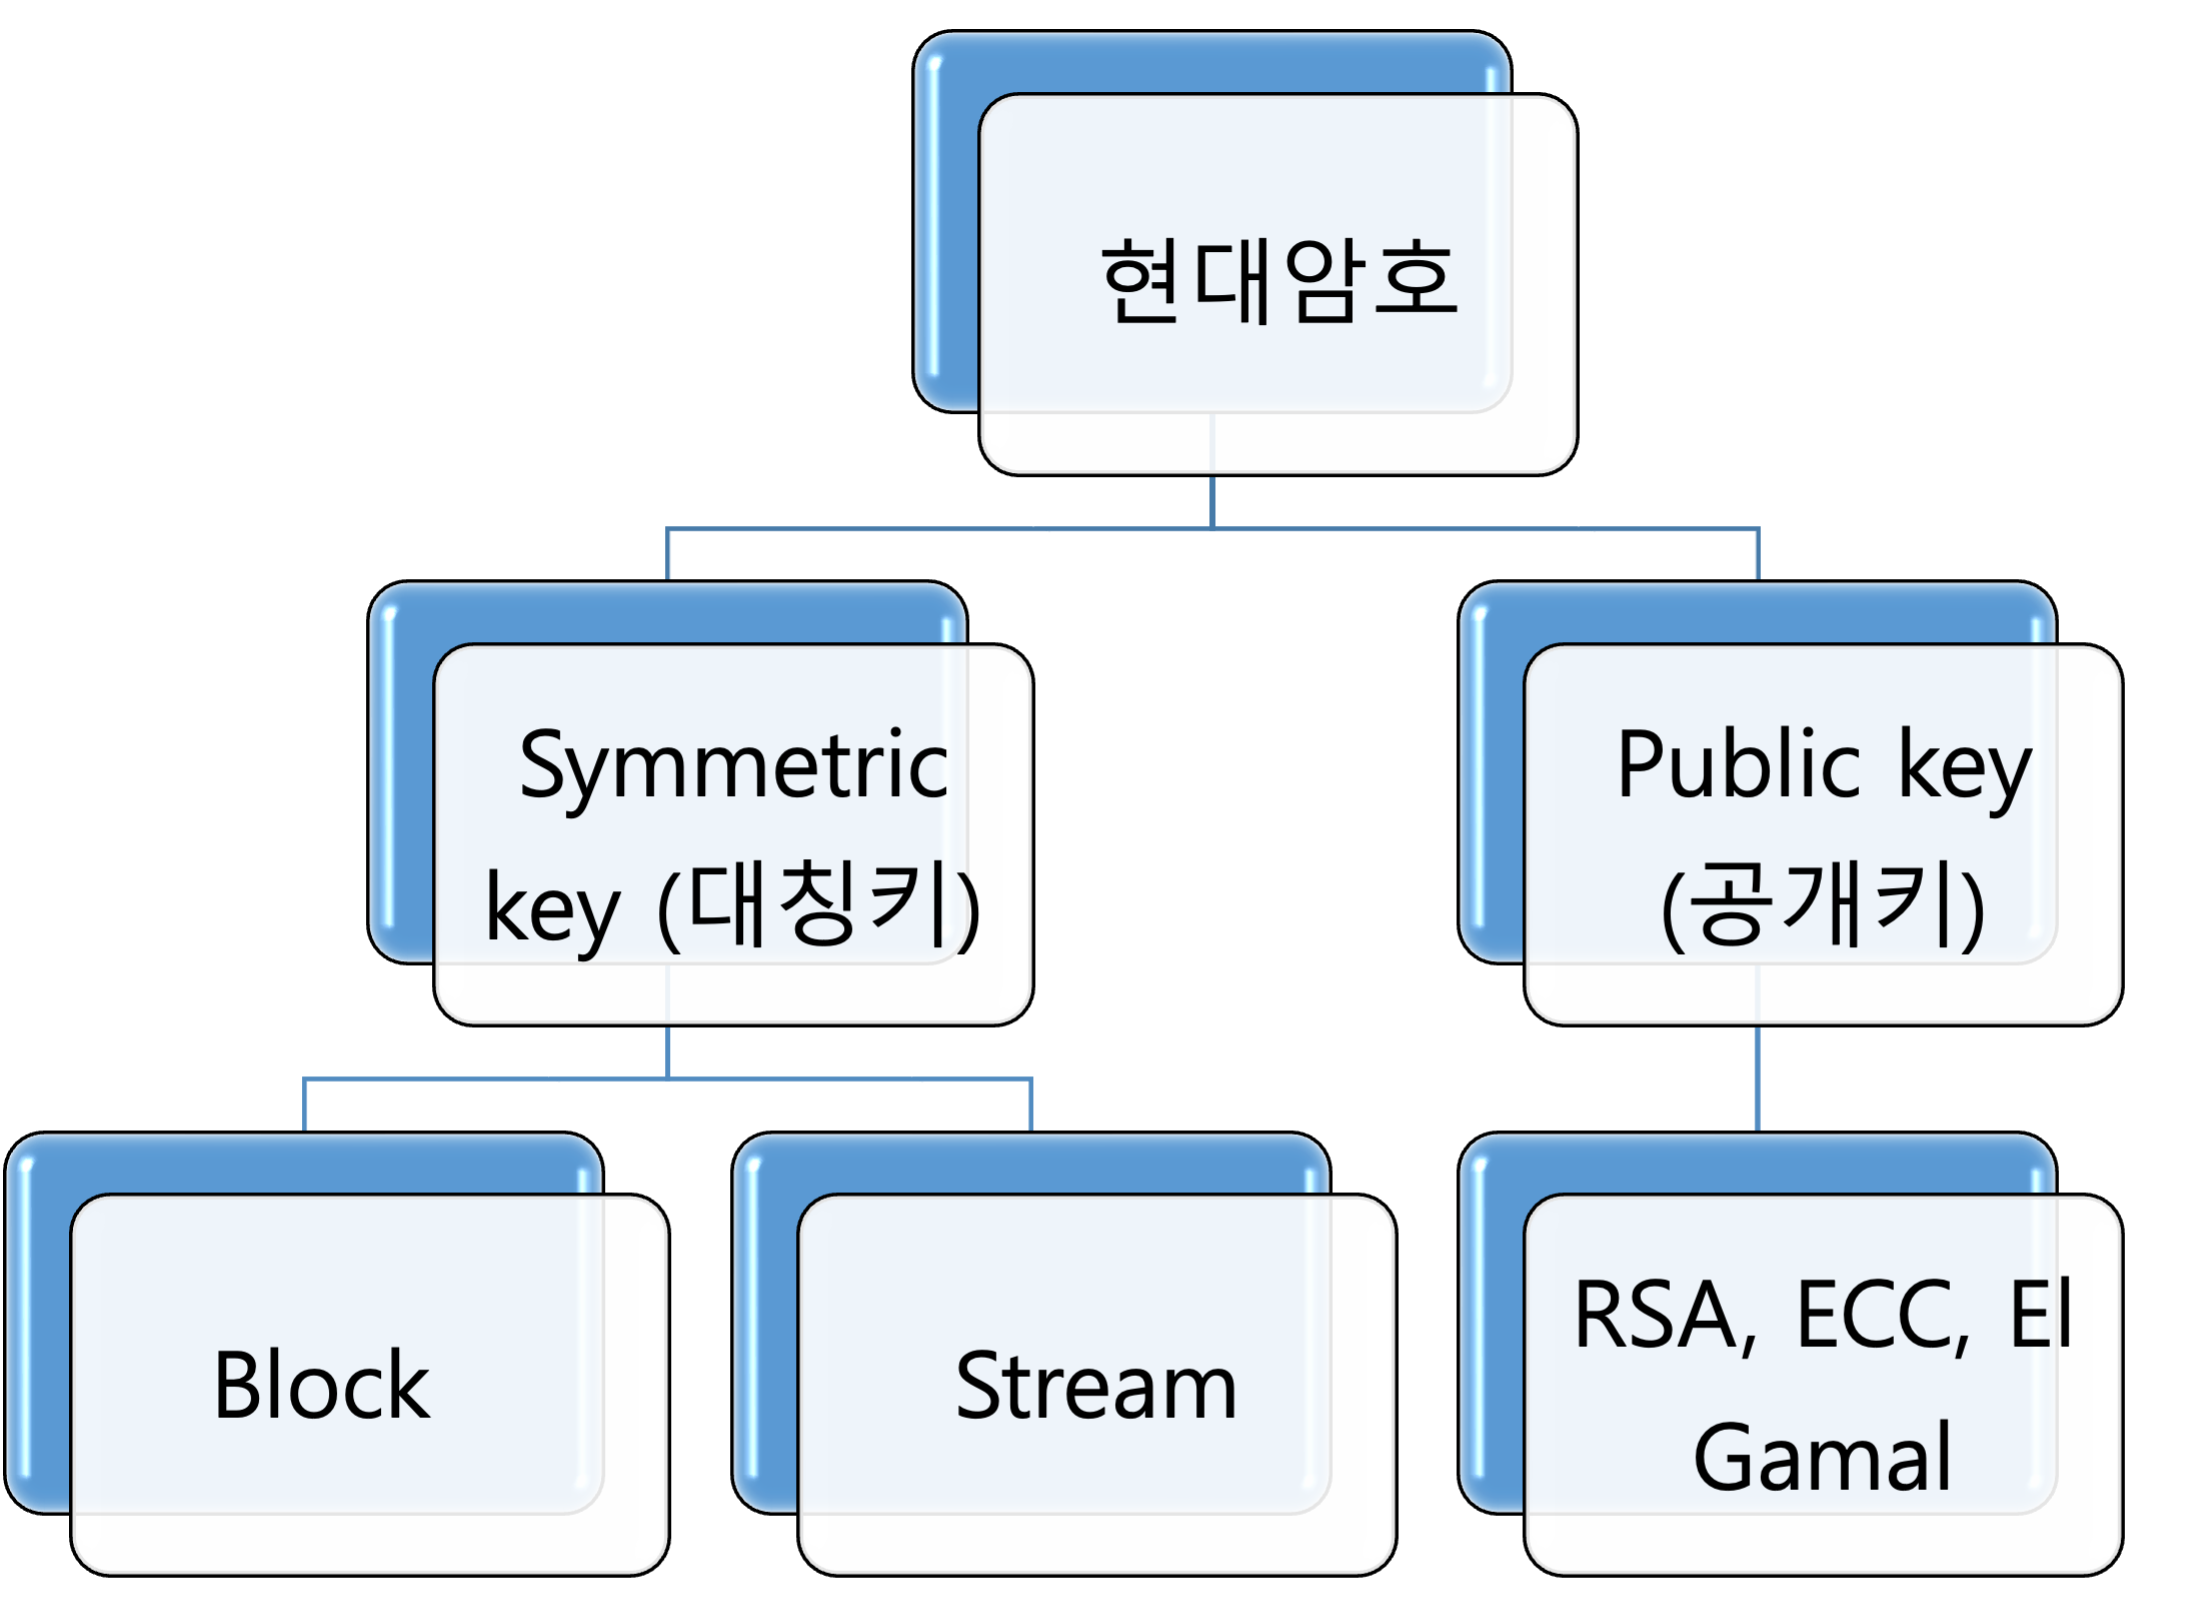 현대암호
Symmetric
key (대칭키)
Public key
(공개키)
Block
Stream
RSA, ECC, El
Gamal